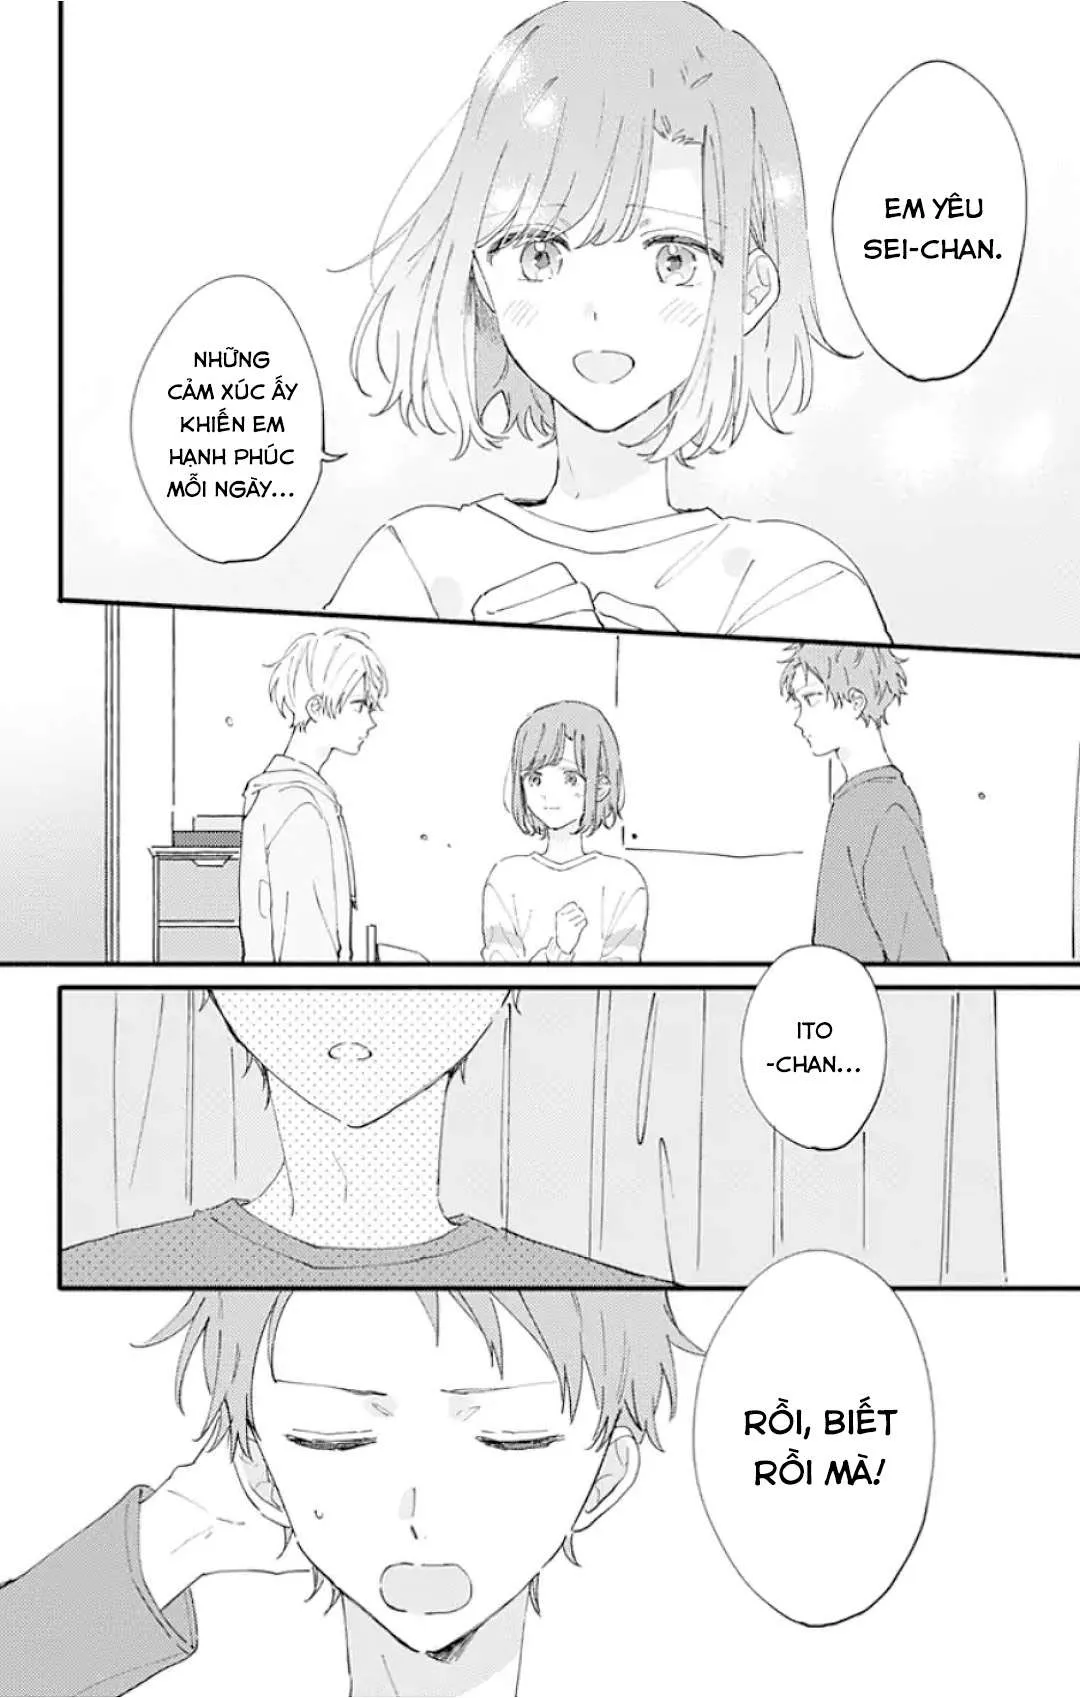 EM YÊU
SEI-CHAN.
NHỮNG
CẢM XÚC ẤY
KHIẾN EM
HẠNH PHÚC
MỖI NGÀY...
ITO
-CHAN...
RỒI, BIẾT
RỒI MÀ!